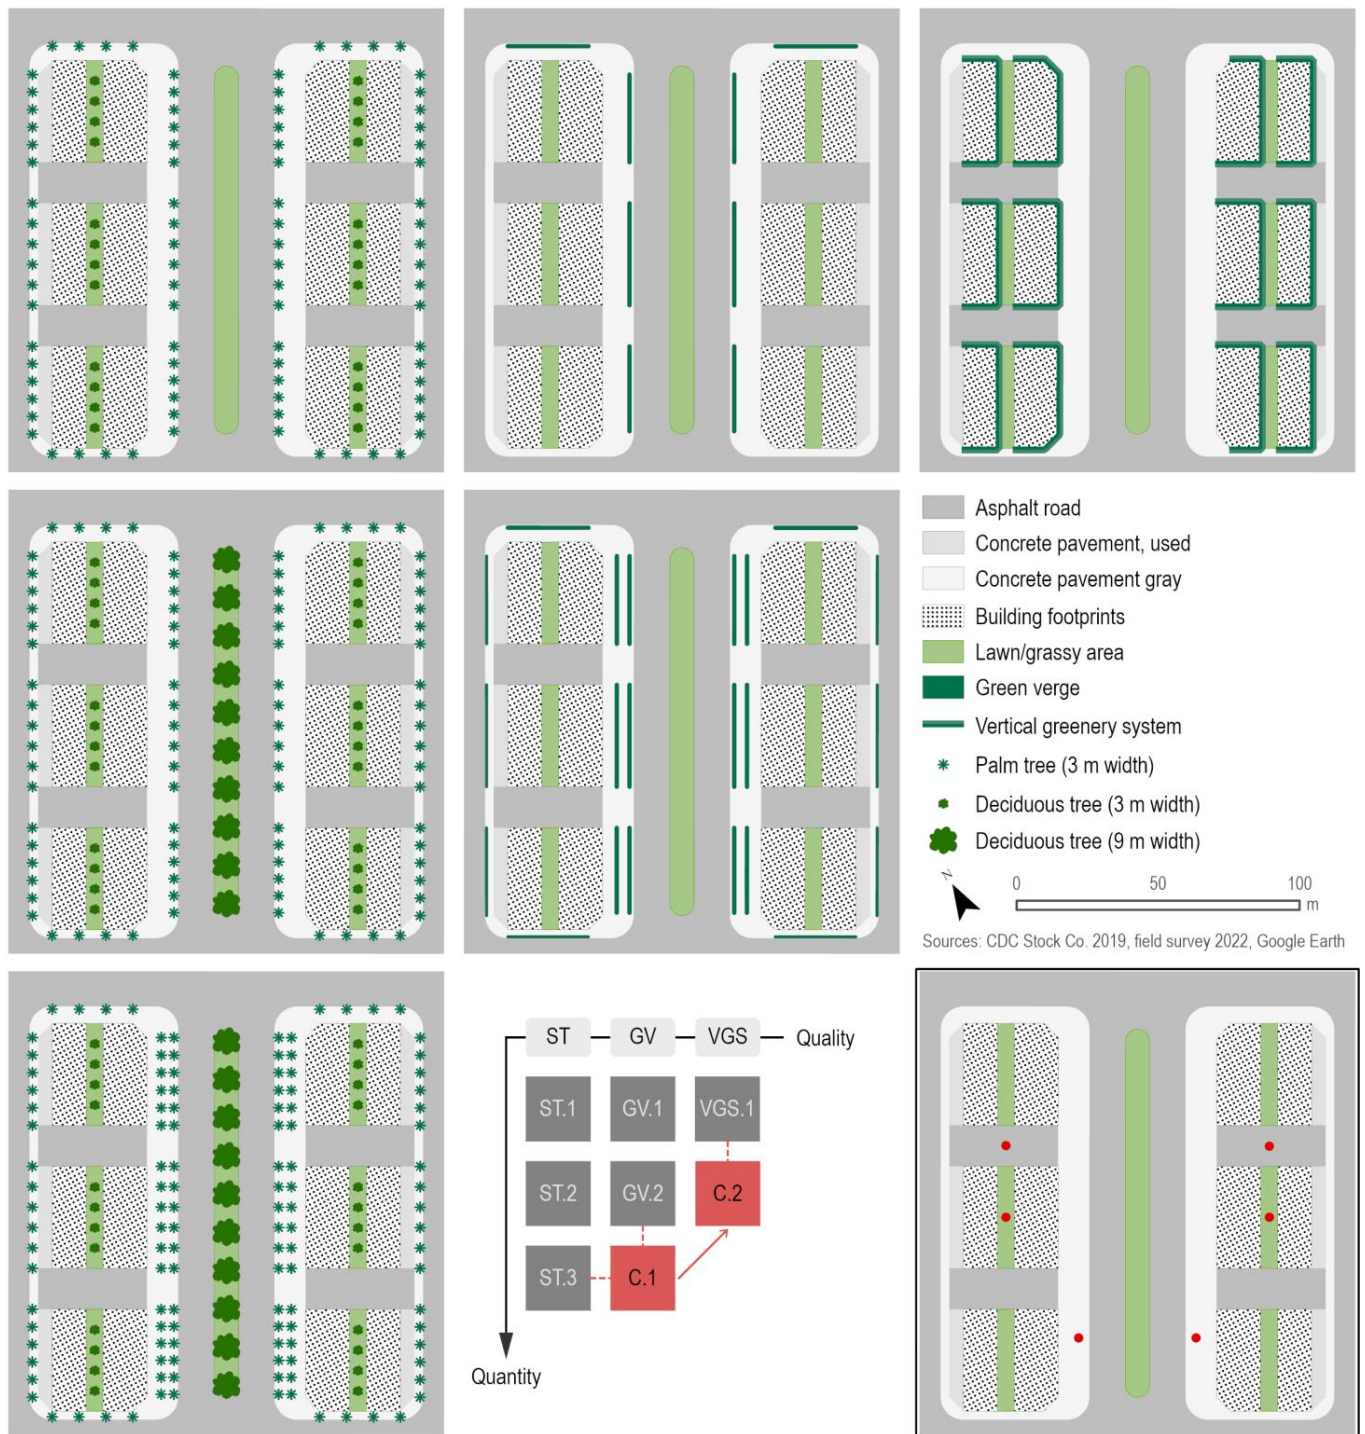 Asphalt road
Concrete pavement, used
Concrete pavement gray
Building footprints
Lawn/grassy area
Green verge
Vertical greenery system
Palm tree (3 m width)
Deciduous tree (3 m width)
Deciduous tree (9 m width)
N
0 50 100
m
Sources: CDC Stock Co. 2019, field survey 2022, Google Earth
ST GV VGS Quality
ST.1 GV.1 VGS.1
ST.2 GV.2 C.2
ST.3 C.1
Quantity